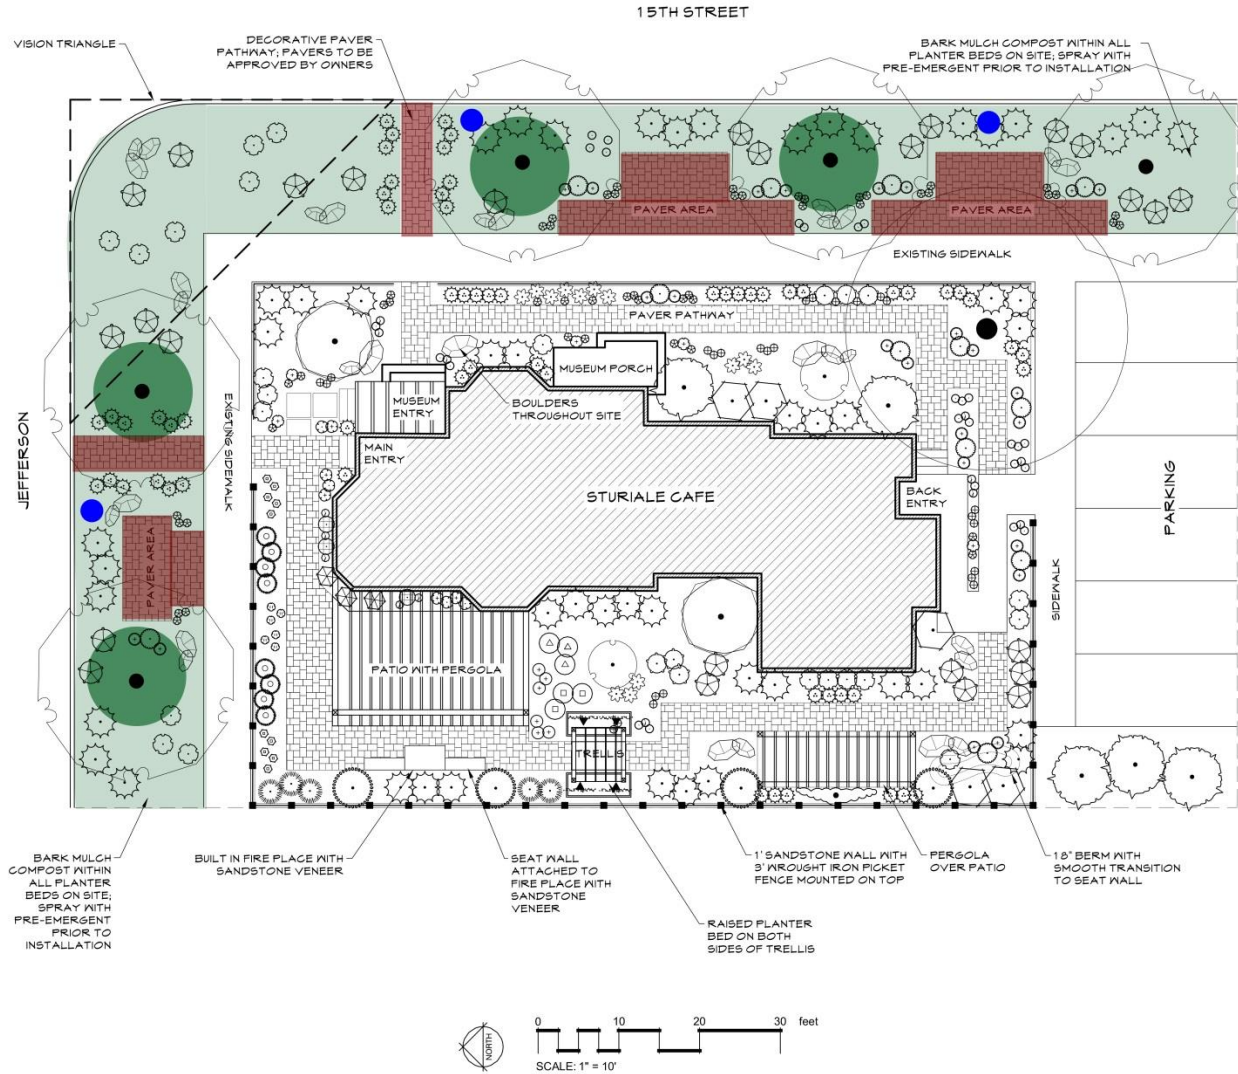 15TH STREET
VISION TRIANGLE
DECORATIVE PAVER
PATHWAY; PAVERS TO BE
APPROVED BY OWNERS
BARK MULCH COMPOST WITHIN ALL
PLANTER BEDS ON SITE; SPRAY WITH
PRE-EMERGENT PRIOR TO INSTALLATION
PAVER AREA
PAVER AREA
EXISTING SIDEWALK
PAVER PATHWAY
MUSEUM PORCH
MUSEUM
ENTRY
BOULDERS
THROUGHOUT SITE
MAIN
ENTRY
JEFFERSON
EXISTING SIDEWALK
STURIALE CAFE
BACK
ENTRY
PARKING
PAVER AREA
SIDEWALK
PATIO WITH PERGOLA
TRELLIS
BARK MULCH
COMPOST WITHIN
ALL PLANTER
BEDS ON SITE;
SPRAY WITH
PRE-EMERGENT
PRIOR TO
INSTALLATION
BUILT IN FIRE PLACE WITH
SANDSTONE VENEER
SEAT WALL
ATTACHED TO
FIRE PLACE WITH
SANDSTONE
VENEER
1' SANDSTONE WALL WITH
3' WROUGHT IRON PICKET
FENCE MOUNTED ON TOP
PERGOLA
OVER PATIO
18" BERM WITH
SMOOTH TRANSITION
TO SEAT WALL
RAISED PLANTER
BED ON BOTH
SIDES OF TRELLIS
NORTH
0 10 20 30 feet
SCALE: 1" = 10'